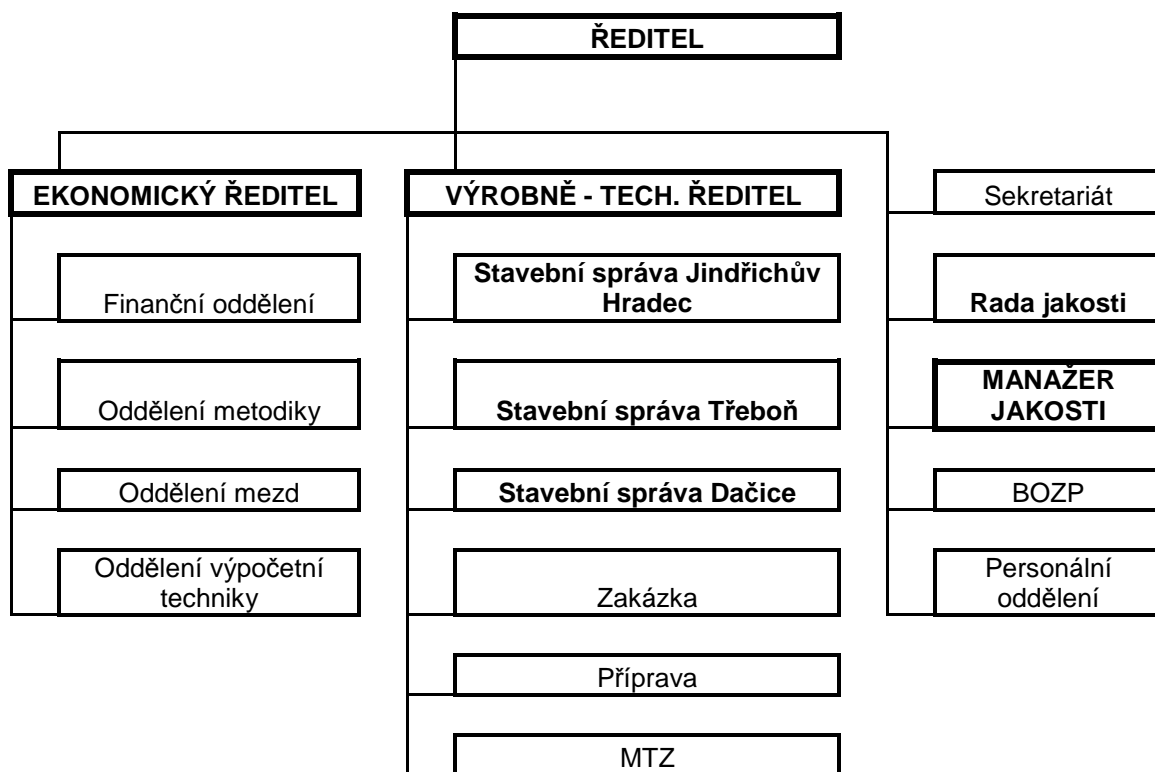 ŘEDITEL
EKONOMICKÝ ŘEDITEL
VÝROBNĚ - TECH. ŘEDITEL
Sekretariát
Finanční oddělení
Stavební správa Jindřichův
Hradec
Rada jakosti
Oddělení metodiky
Stavební správa Třeboň
MANAŽER
JAKOSTI
Oddělení mezd
Stavební správa Dačice
BOZP
Oddělení výpočetní
techniky
Zakázka
Personální
oddělení
Příprava
MTZ